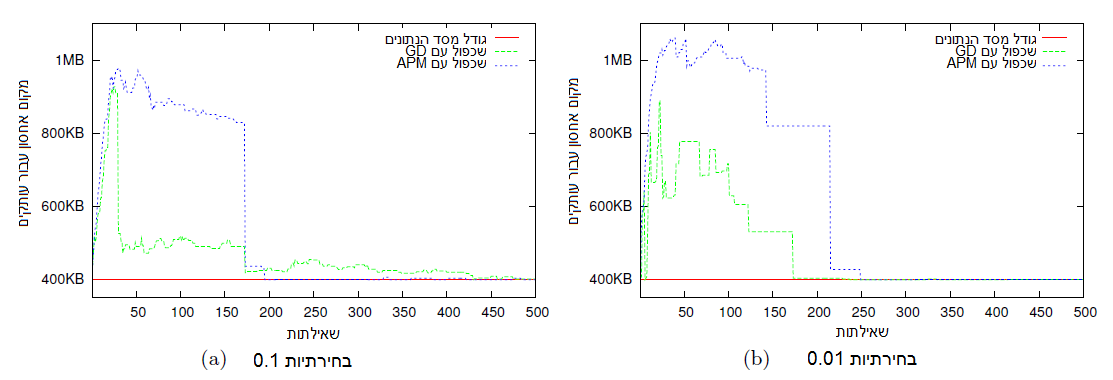 גודל מסד הנתונים
שכפול עם GD
שכפול עם APM
1MB
800KB
600KB
400KB
מקום אחסון עבור עותקים
50 100 150 200 250 300 350 400 450 500
שאילתות
(a) בחירתיות 0.1
גודל מסד הנתונים
שכפול עם GD
שכפול עם APM
1MB
800KB
600KB
400KB
מקום אחסון עבור עותקים
50 100 150 200 250 300 350 400 450 500
שאילתות
(b) בחירתיות 0.01